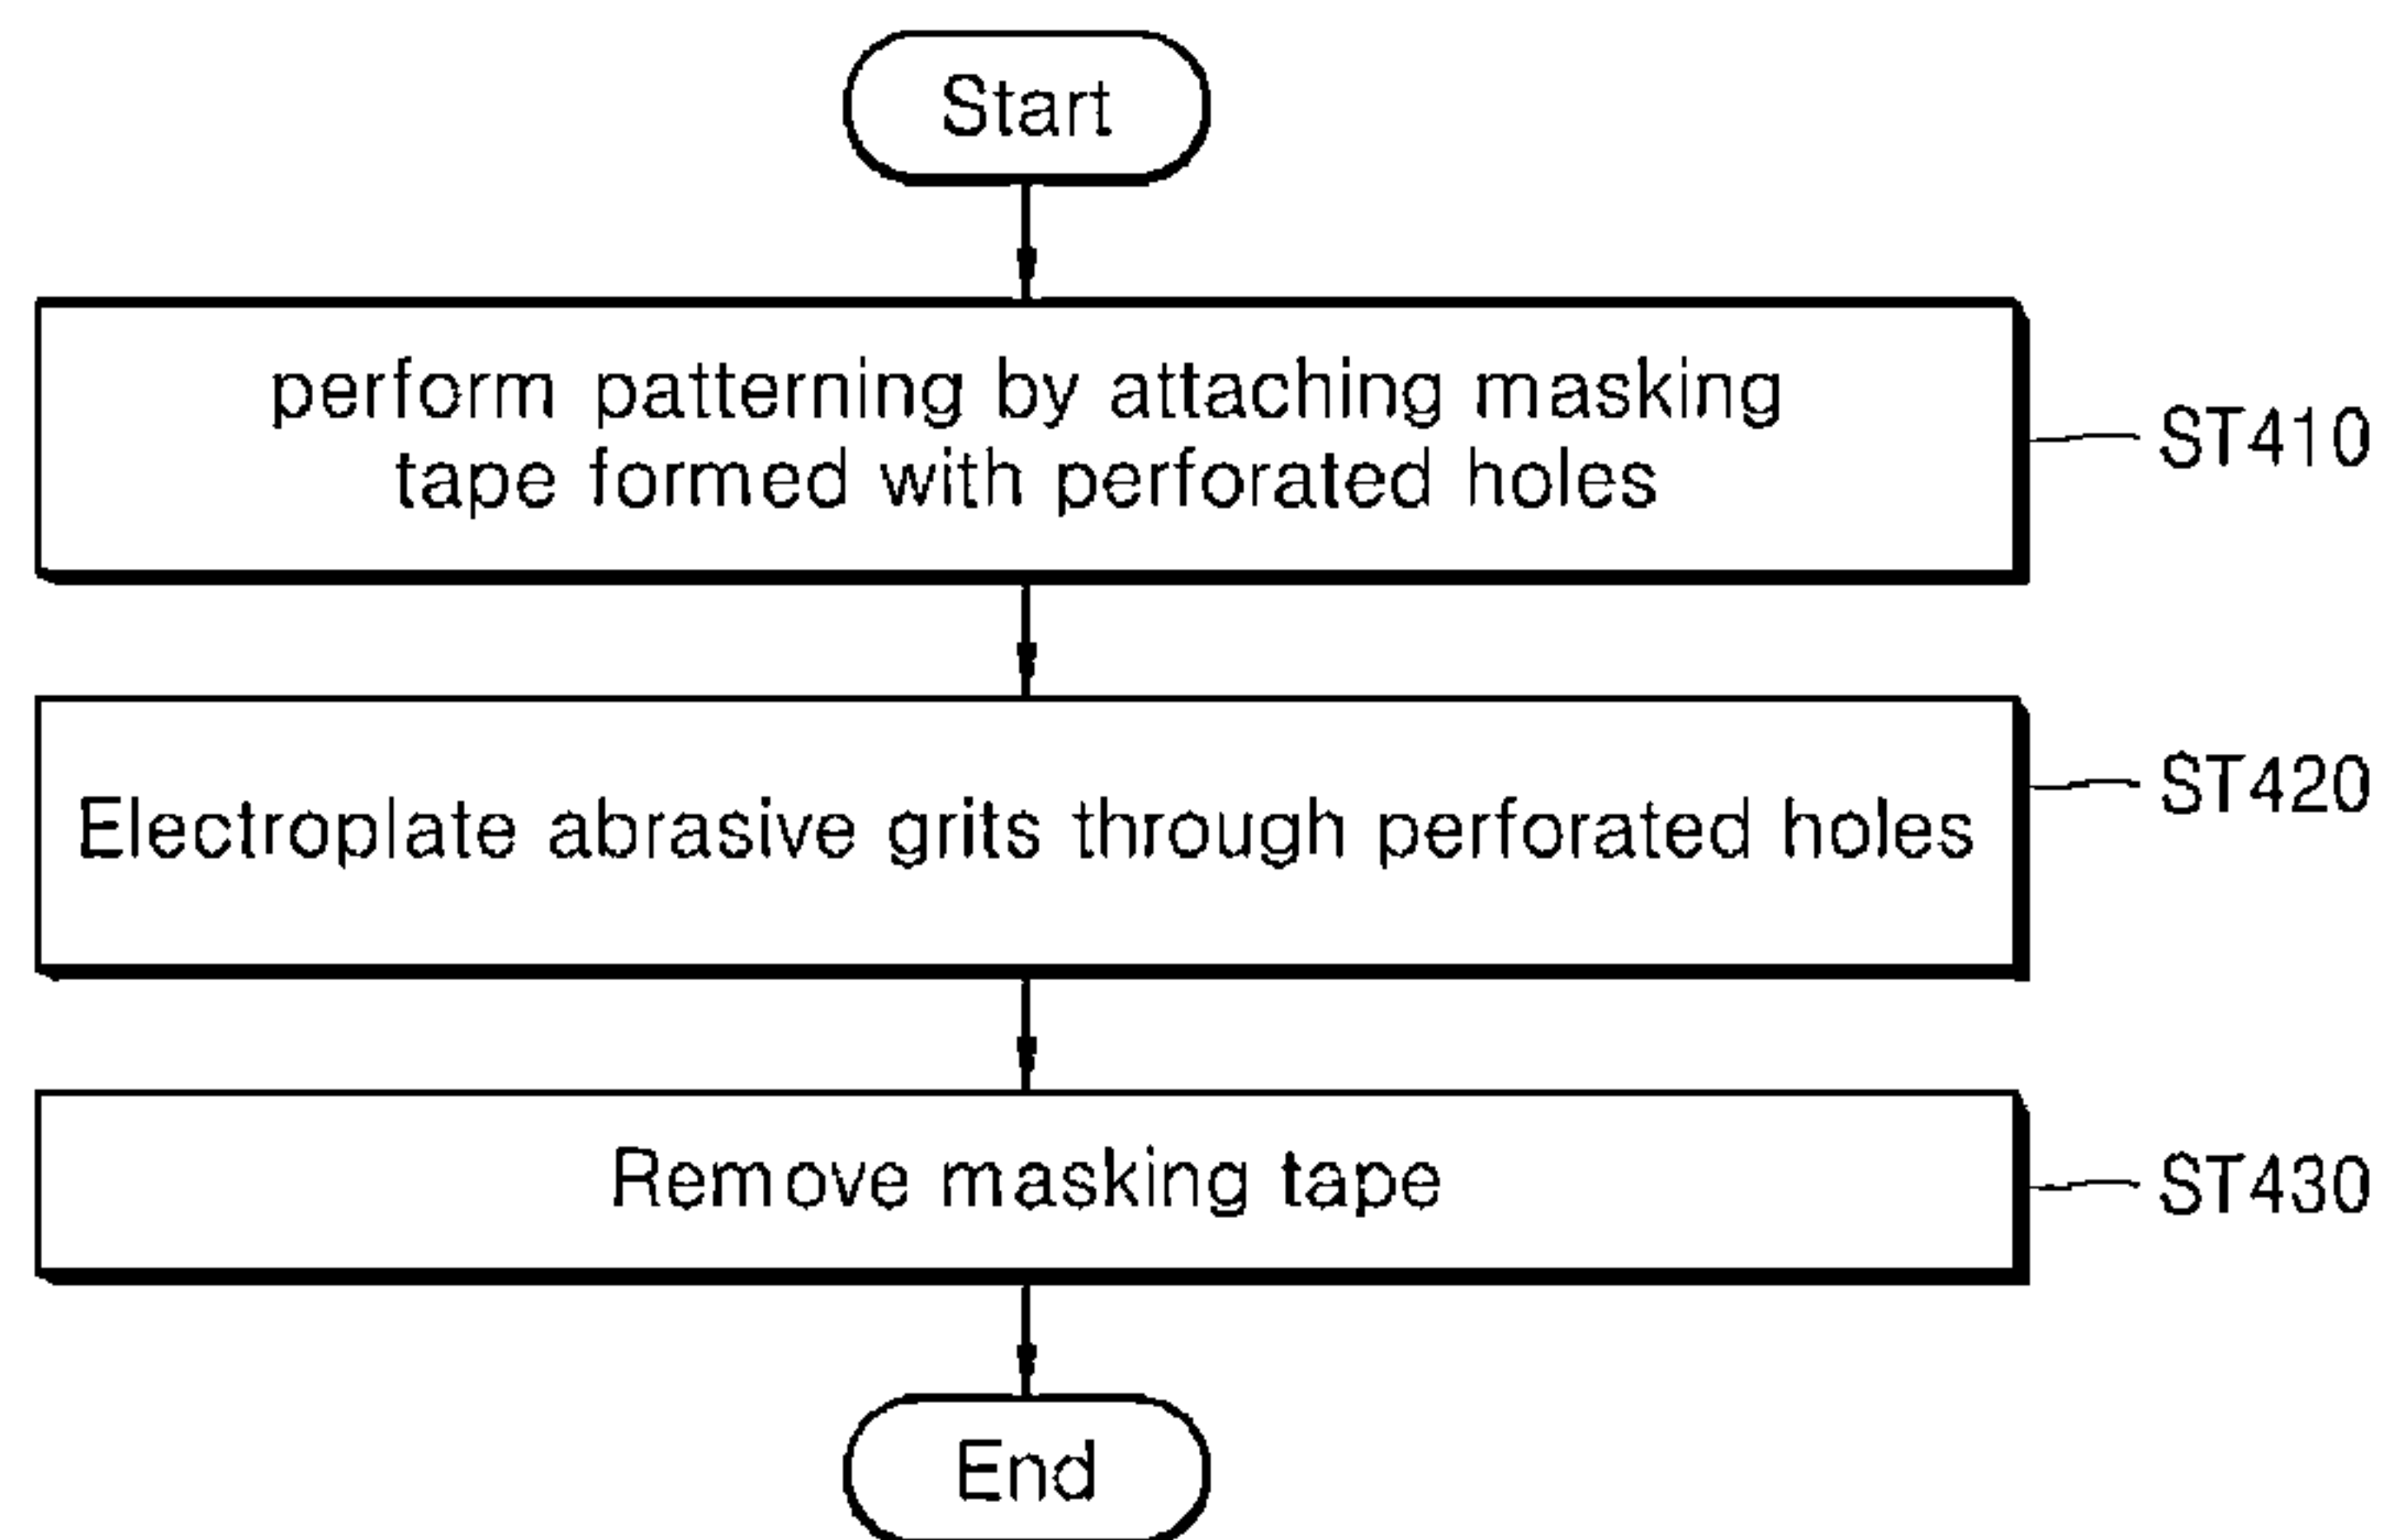 Start
perform patterning by attaching masking
tape formed with perforated holes
ST410
Electroplate abrasive grits through perforated holes
ST420
Remove masking tape
ST430
End